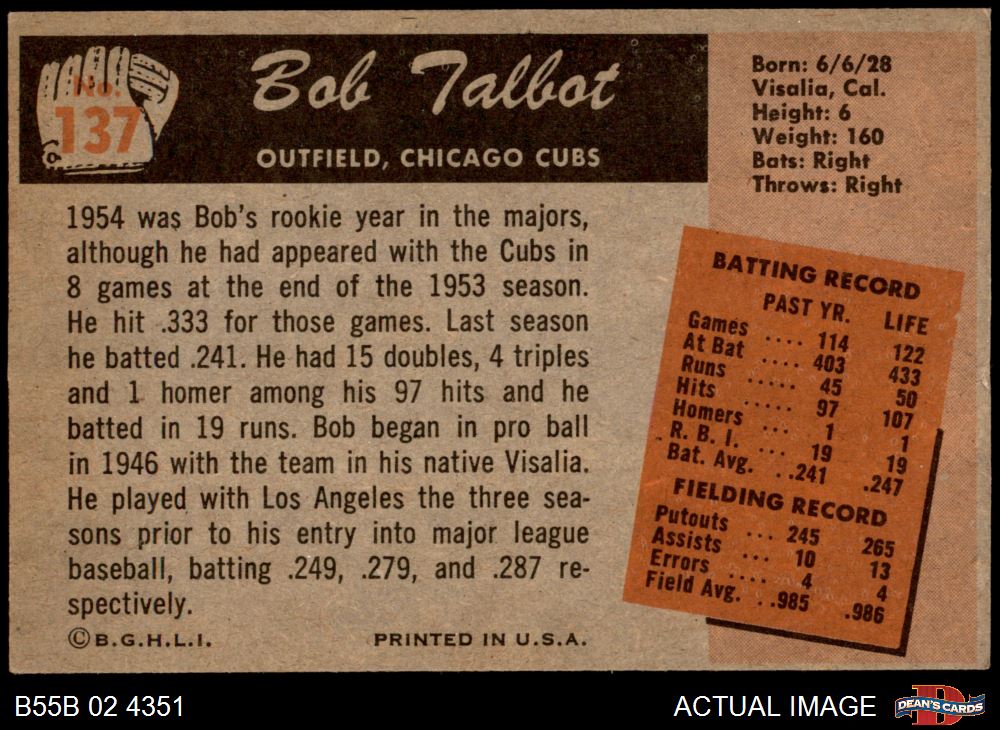 No.
137
Bob Talbot
OUTFIELD, CHICAGO CUBS
Born: 6/6/28
Visalia, Cal.
Height: 6
Weight: 160
Bats: Right
Throws: Right
1954 was Bob's rookie year in the majors,
although he had appeared with the Cubs in
8 games at the end of the 1953 season.
He hit .333 for those games. Last season
he batted .241. He had 15 doubles, 4 triples
and 1 homer among his 97 hits and he
batted in 19 runs. Bob began in pro ball
in 1946 with the team in his native Visalia.
He played with Los Angeles the three sea-
sons prior to his entry into major league
baseball, batting .249, .279, and .287 re-
spectively.
©B.G.H.L.I. PRINTED IN U.S.A.
BATTING RECORD
PAST YR. LIFE
Games .... 114 122
At Bat .... 403 433
Runs ..... 45 50
Hits ..... 97 107
Homers ... 1 1
R. B. I. ... 19 19
Bat. Avg. ..241 .247
FIELDING RECORD
Putouts ... 245 265
Assists ... 10 13
Errors .... 4 4
Field Avg. ..985 .986
B55B 02 4351
ACTUAL IMAGE
D
DEAN'S CARDS